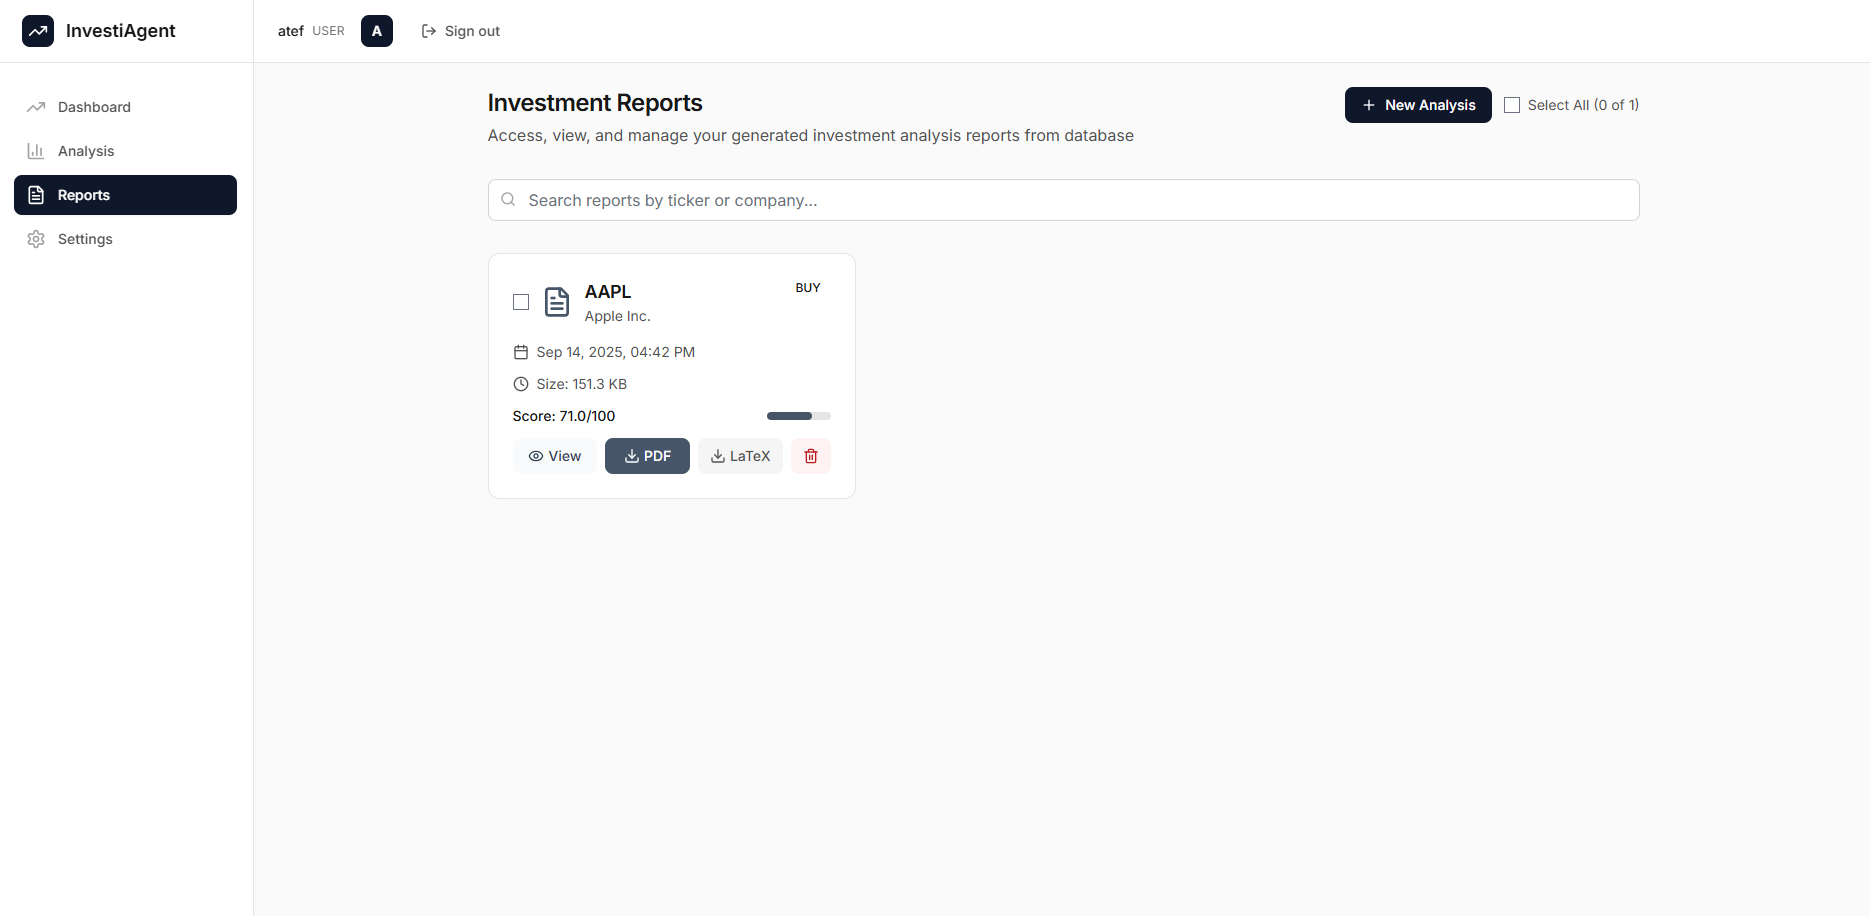 InvestiAgent
atef USER A Sign out
Dashboard
Analysis
Reports
Settings
Investment Reports
Access, view, and manage your generated investment analysis reports from database
New Analysis
Select All (0 of 1)
Search reports by ticker or company...
AAPL
BUY
Apple Inc.
Sep 14, 2025, 04:42 PM
Size: 151.3 KB
Score: 71.0/100
View PDF LaTeX